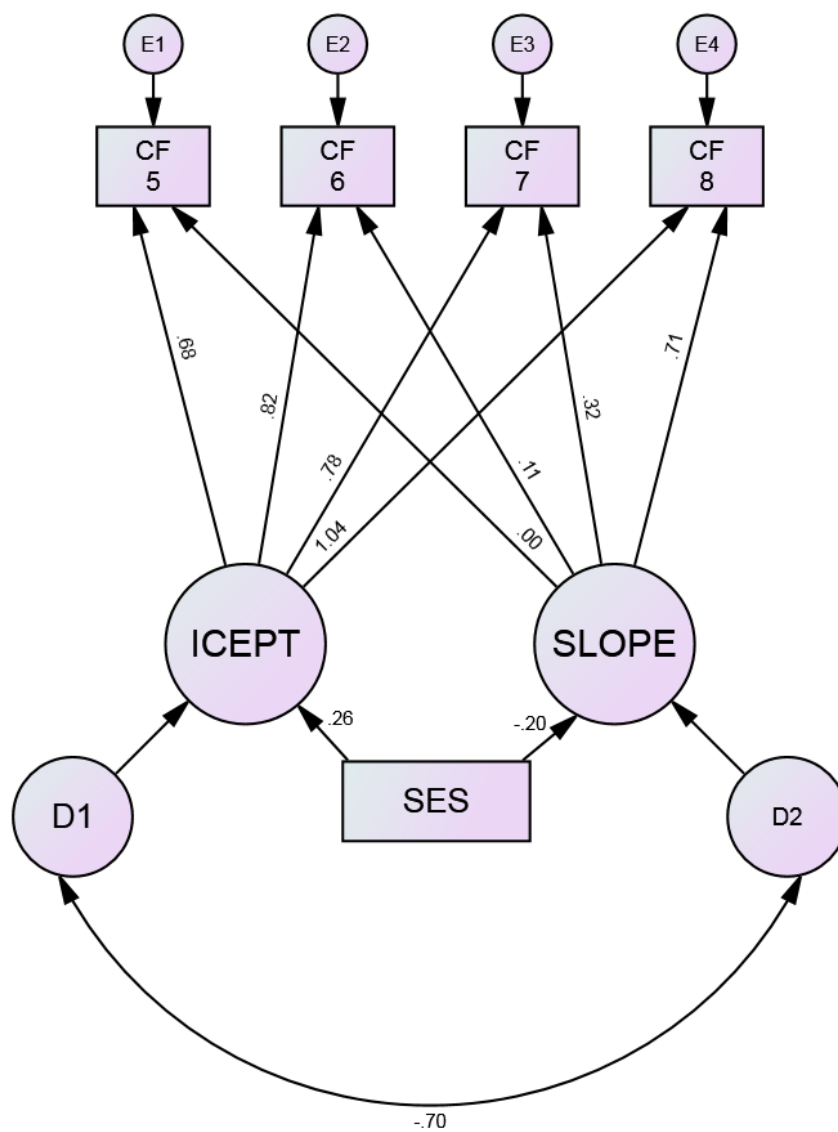 E1
E2
E3
E4
CF
5
CF
6
CF
7
CF
8
.68
.82
.78
1.04
.00
.11
.32
.71
ICEPT
SLOPE
.26
-.20
SES
D1
D2
-.70